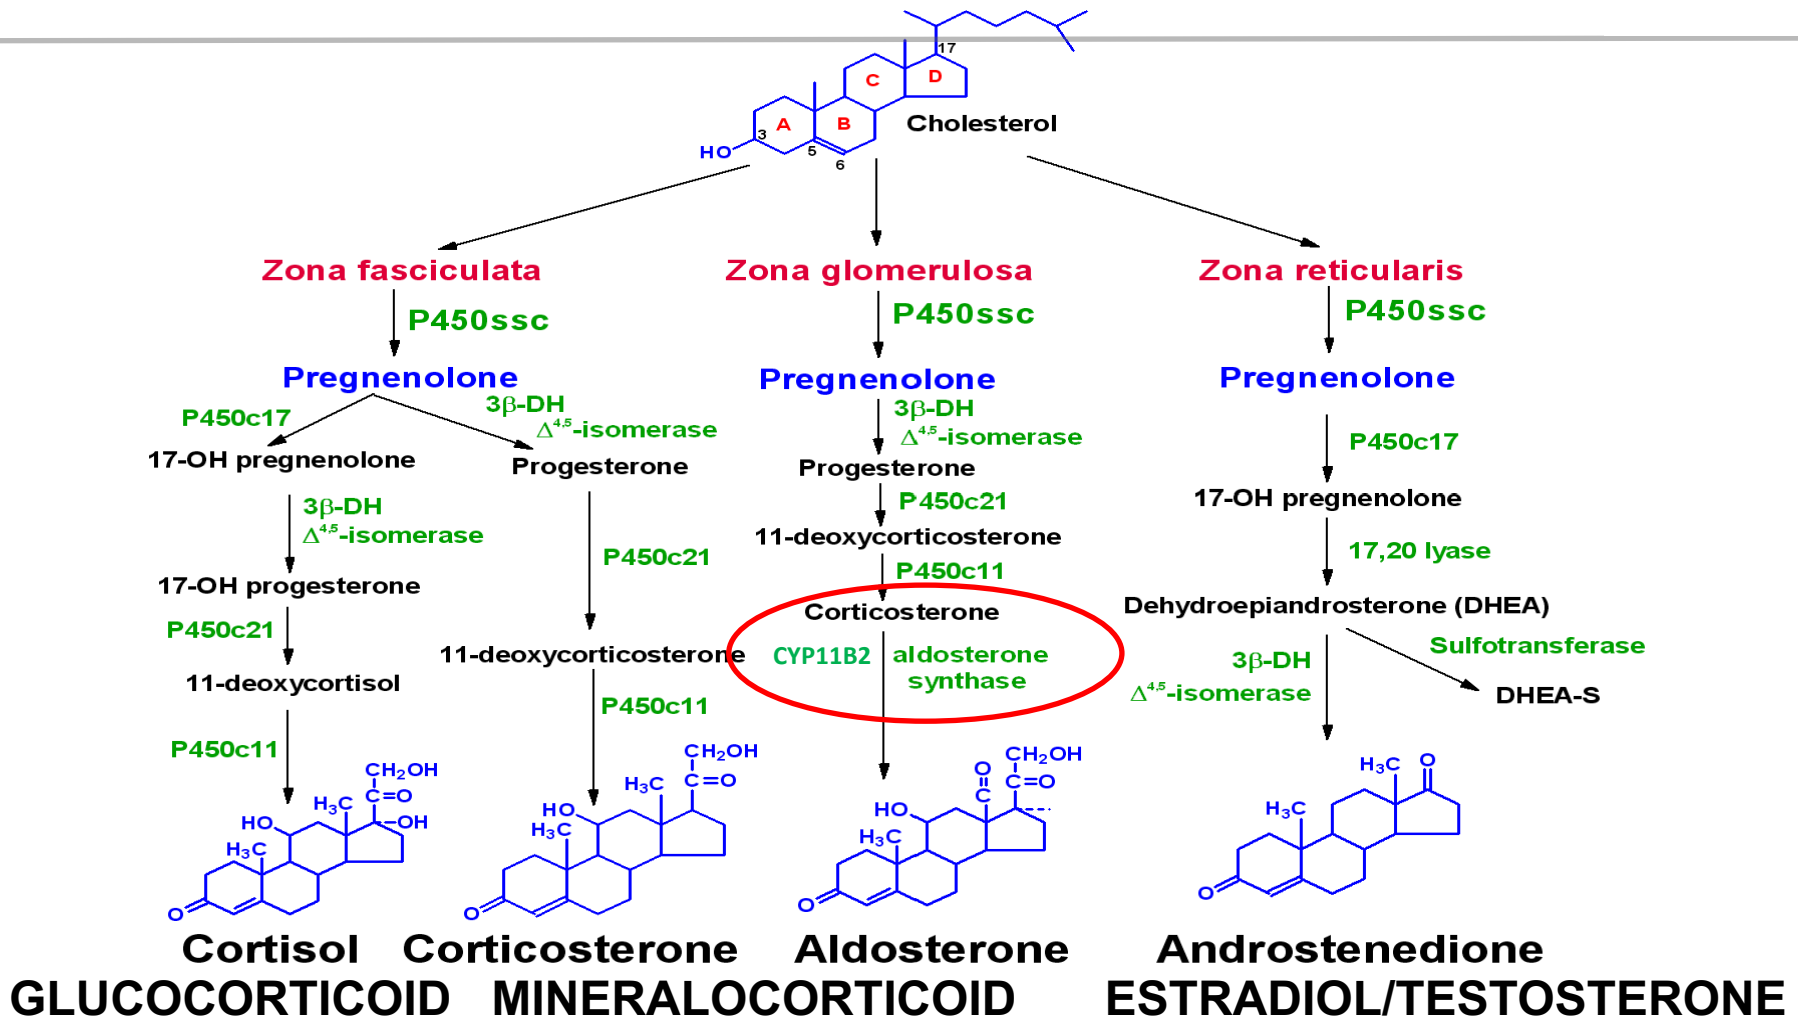 17
C
D
A
B
3
5
6
HO
Cholesterol
Zona fasciculata
Zona glomerulosa
Zona reticularis
P450ssc
P450ssc
P450ssc
Pregnenolone
Pregnenolone
Pregnenolone
P450c17
3β-DH
Δ4,5-isomerase
3β-DH
Δ4,5-isomerase
P450c17
17-OH pregnenolone
Progesterone
Progesterone
17-OH pregnenolone
3β-DH
Δ4,5-isomerase
P450c21
P450c21
11-deoxycorticosterone
17,20 lyase
17-OH progesterone
P450c11
Corticosterone
Dehydroepiandrosterone (DHEA)
P450c21
11-deoxycorticosterone
CYP11B2
aldosterone
synthase
3β-DH
Δ4,5-isomerase
Sulfotransferase
DHEA-S
11-deoxycortisol
P450c11
P450c11
CH2OH
C=O
H3C
HO
OH
H3C
O
CH2OH
C=O
H3C
HO
H3C
O
CH2OH
O
C
C=O
HO
H3C
O
H3C
O
H3C
O
Cortisol
Corticosterone
Aldosterone
Androstenedione
GLUCOCORTICOID
MINERALOCORTICOID
ESTRADIOL/TESTOSTERONE